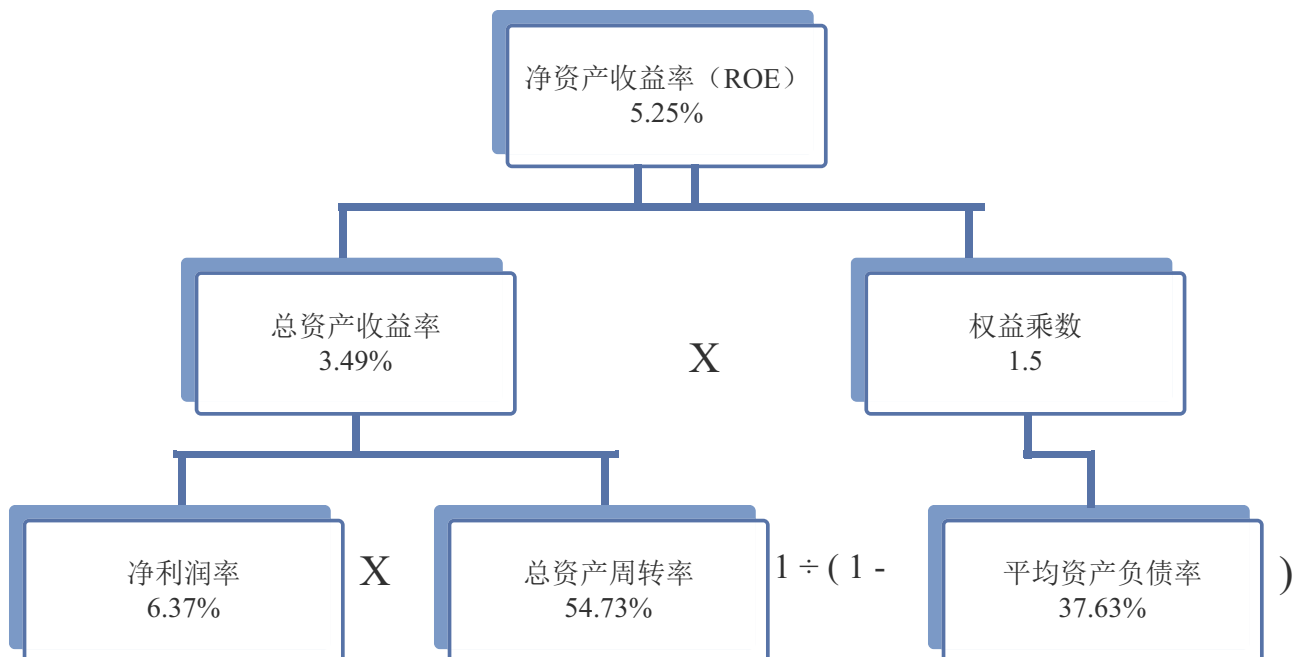 净资产收益率（ROE）
5.25%
总资产收益率
3.49%
X
权益乘数
1.5
净利润率
6.37%
X
总资产周转率
54.73%
1 ÷ ( 1 -
平均资产负债率
37.63%
)